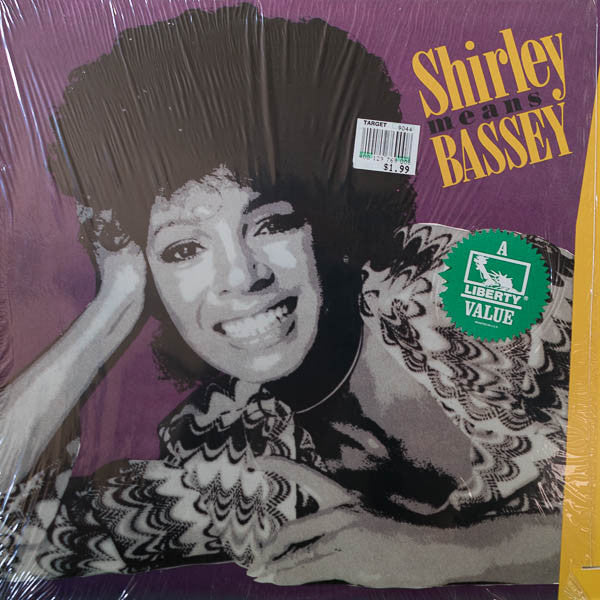 Shirley
means
BASSEY
TARGET 9044
$1.99
A
LIBERTY
VALUE